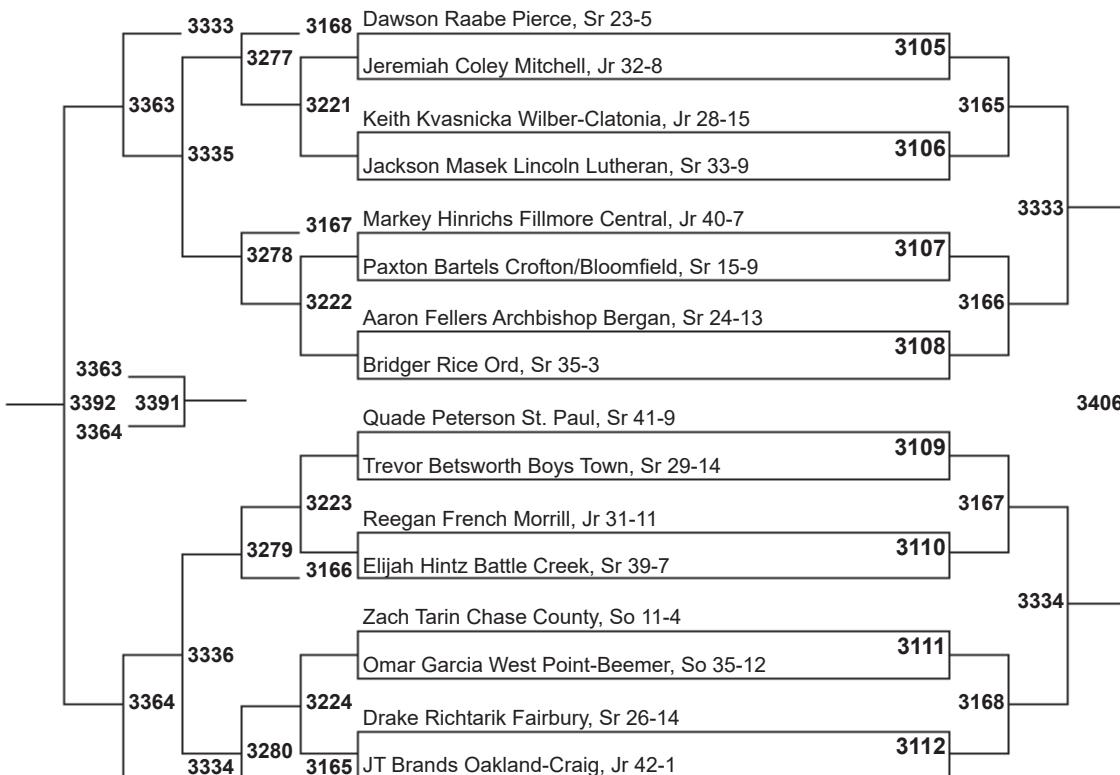 3333 3168 Dawson Raabe Pierce, Sr 23-5
3277 3105
Jeremiah Coley Mitchell, Jr 32-8
3363 3221 3165
Keith Kvasnicka Wilber-Clatonia, Jr 28-15
3335 3106
Jackson Masek Lincoln Lutheran, Sr 33-9
3333
3167 Markey Hinrichs Fillmore Central, Jr 40-7
3278 3107
Paxton Bartels Crofton/Bloomfield, Sr 15-9
3222 3166
Aaron Fellers Archbishop Bergan, Sr 24-13
3108
3363 Bridger Rice Ord, Sr 35-3
3392 3391 3406
3364 Quade Peterson St. Paul, Sr 41-9
3109
Trevor Betsworth Boys Town, Sr 29-14
3223 3167
Reegan French Morrill, Jr 31-11
3279 3110
3166 Elijah Hintz Battle Creek, Sr 39-7
3334
Zach Tarin Chase County, So 11-4
3336 3111
Omar Garcia West Point-Beemer, So 35-12
3364 3224 3168
Drake Richtarik Fairbury, Sr 26-14
3280 3112
3334 3165 JT Brands Oakland-Craig, Jr 42-1